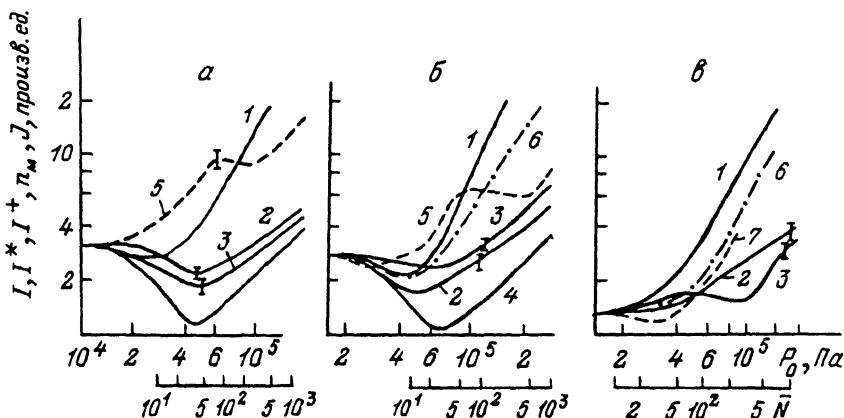 I, I*, I⁺, nм, J, произв. ед.
а б в
2
10
4
2
1 5 2 3
1 6 5 3 2 4
1 6 7 2 3
10⁴ 2 4 6 10⁵ 2 4 6 10⁵ 2 4 6 10⁵ P₀, Па
10¹ 5 10² 5 10³ 10¹ 5 10² 5 10³ 2 5 10² 5 N̄